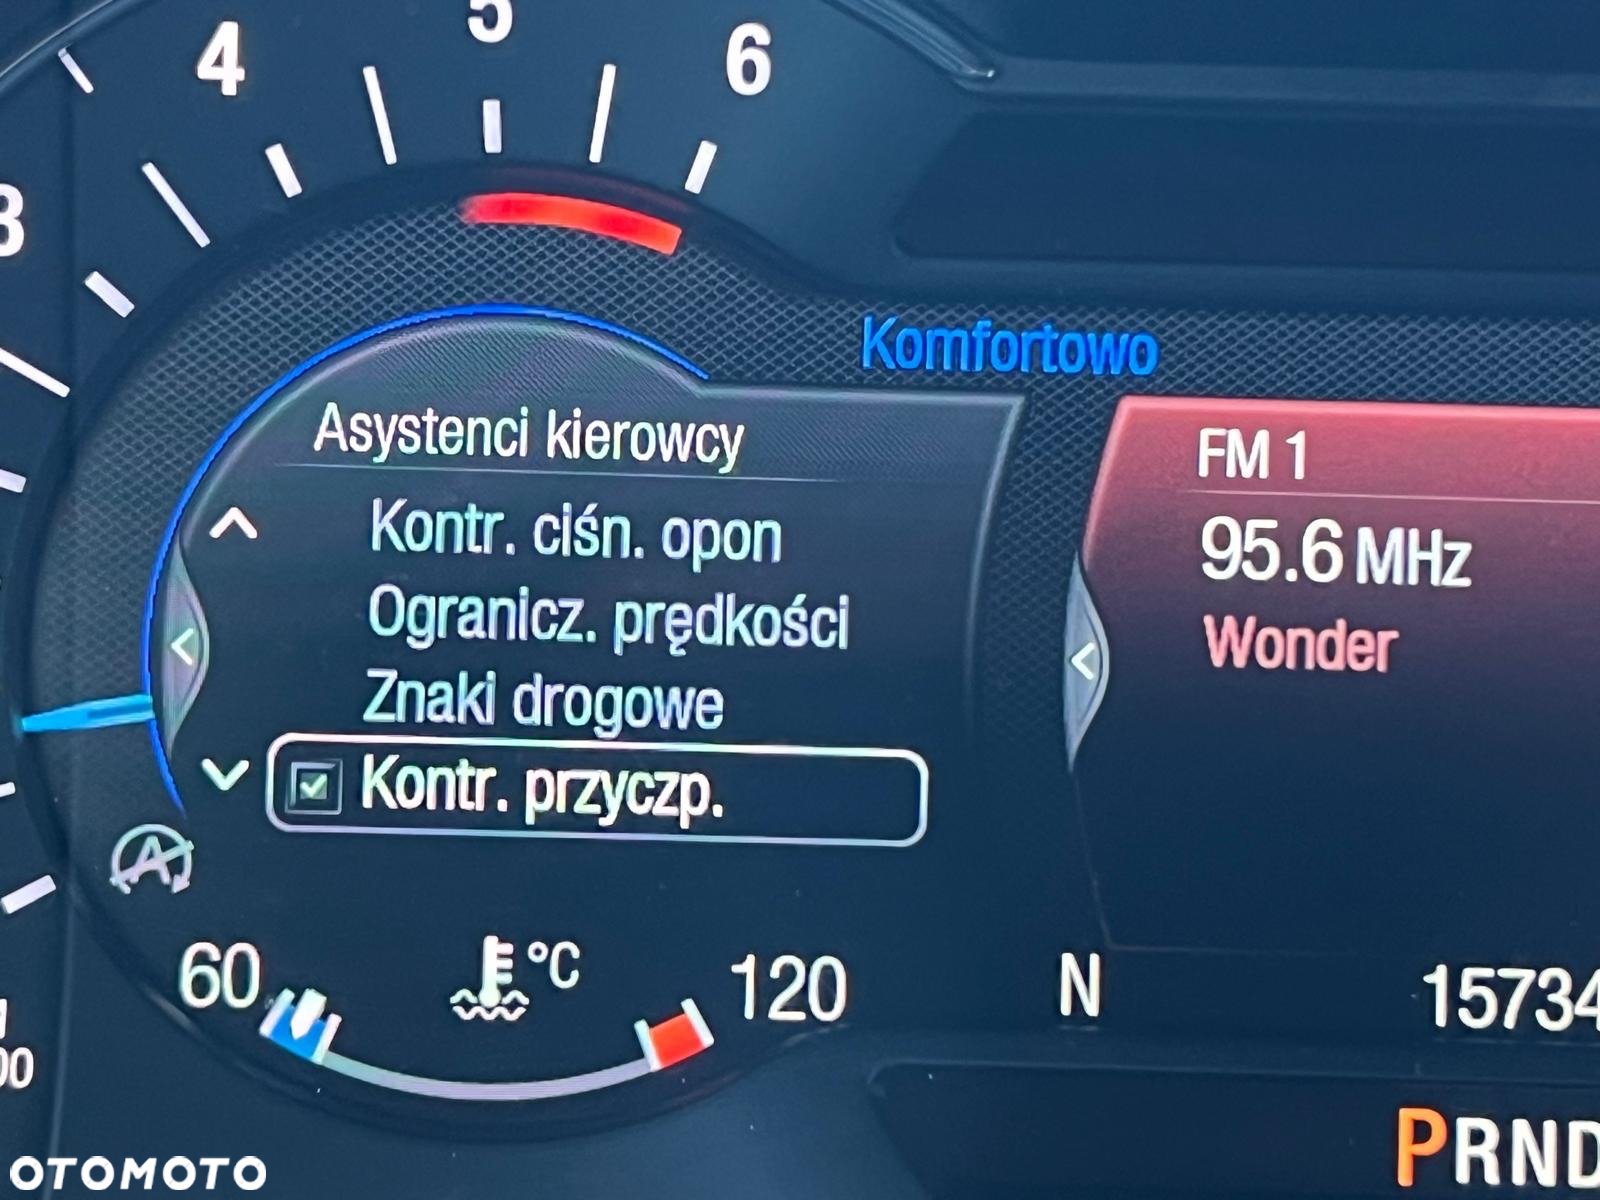 3
4
5
6
Komfortowo
Asystenci kierowcy
Kontr. ciśn. opon
Ogranicz. prędkości
Znaki drogowe
Kontr. przyczp.
FM 1
95.6 MHz
Wonder
A
60
°C
120
N
15734
PRND
OTOMOTO